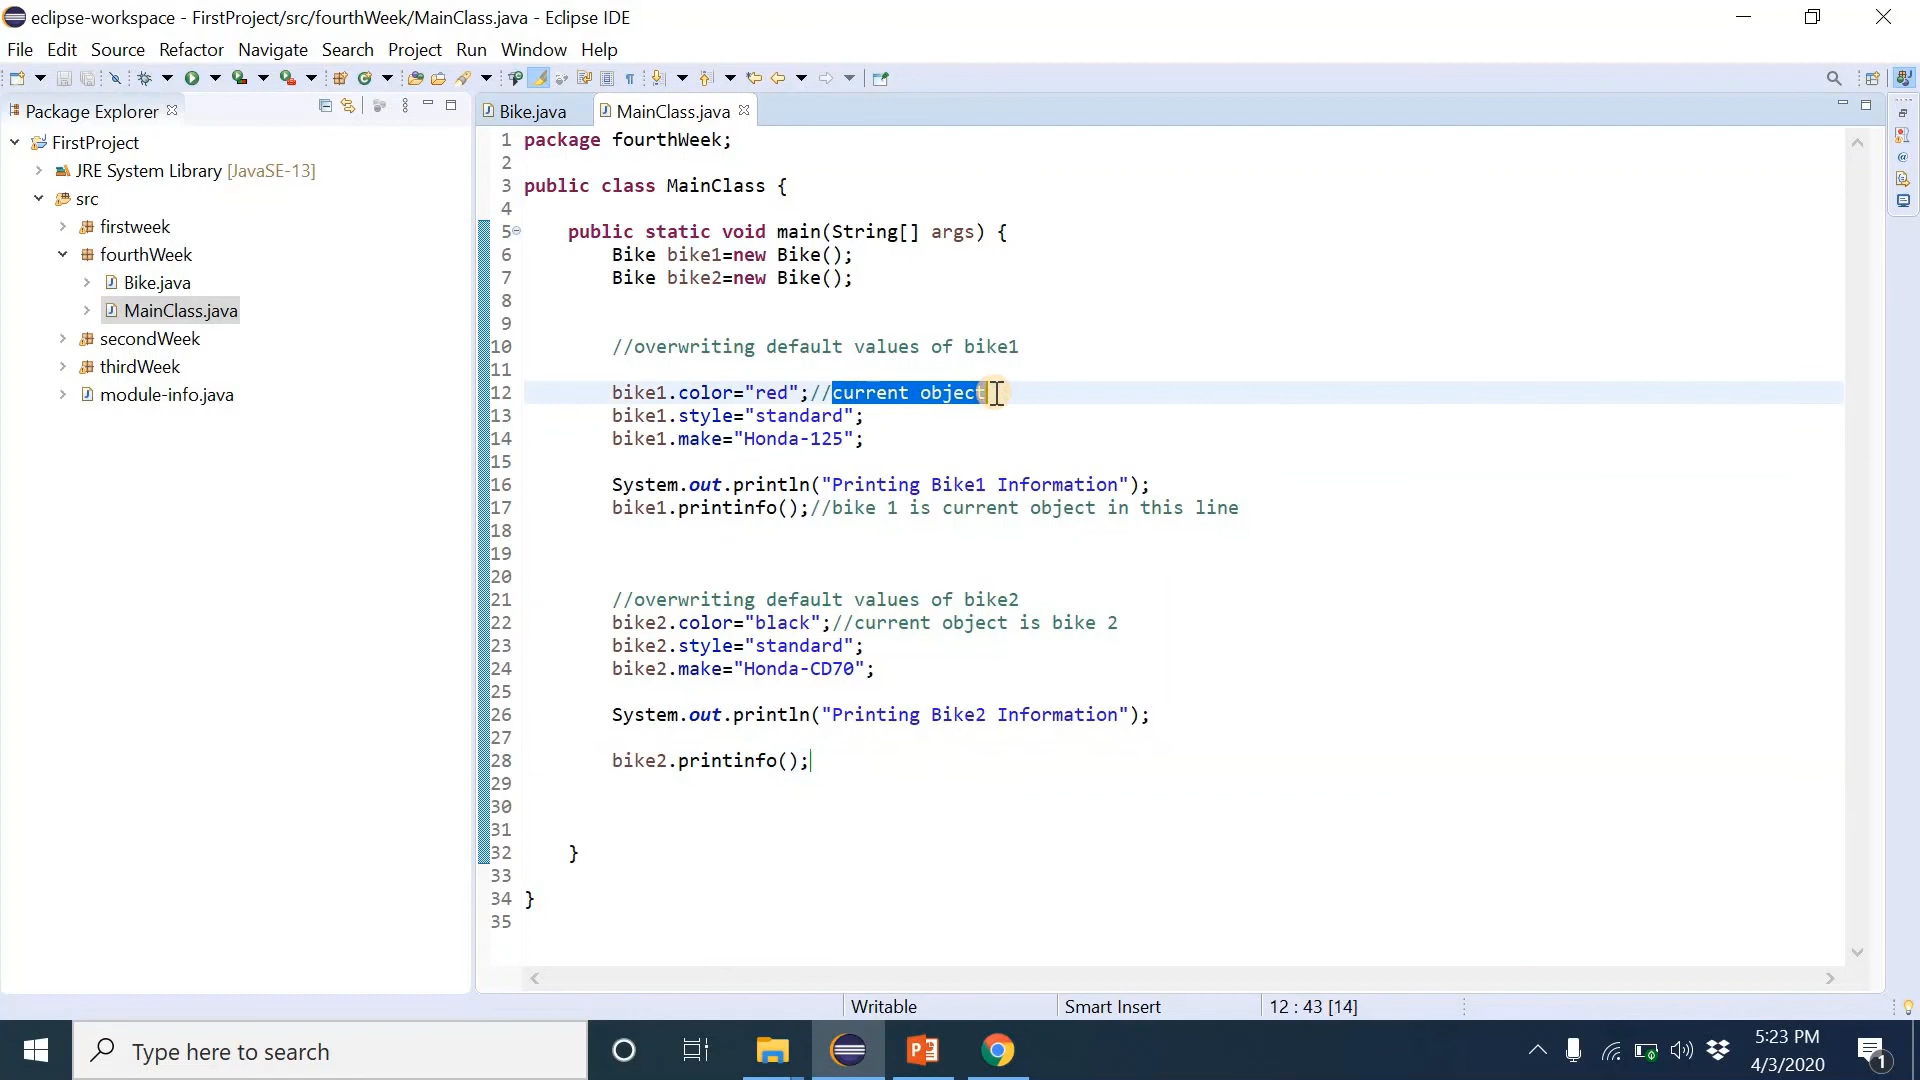 eclipse-workspace - FirstProject/src/fourthWeek/MainClass.java - Eclipse IDE
File Edit Source Refactor Navigate Search Project Run Window Help
Package Explorer
FirstProject
JRE System Library [JavaSE-13]
src
firstweek
fourthWeek
Bike.java
MainClass.java
secondWeek
thirdWeek
module-info.java
Bike.java MainClass.java
1 package fourthWeek;
2
3 public class MainClass {
4
5 public static void main(String[] args) {
6 Bike bike1=new Bike();
7 Bike bike2=new Bike();
8
9
10 //overwriting default values of bike1
11
12 bike1.color="red";//current object
13 bike1.style="standard";
14 bike1.make="Honda-125";
15
16 System.out.println("Printing Bike1 Information");
17 bike1.printinfo();//bike 1 is current object in this line
18
19
20
21 //overwriting default values of bike2
22 bike2.color="black";//current object is bike 2
23 bike2.style="standard";
24 bike2.make="Honda-CD70";
25
26 System.out.println("Printing Bike2 Information");
27
28 bike2.printinfo();
29
30
31
32 }
33
34 }
35
Writable Smart Insert 12 : 43 [14]
Type here to search
5:23 PM
4/3/2020
1